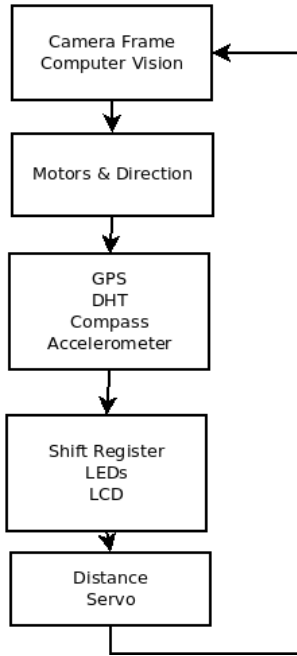 Camera Frame
Computer Vision
Motors & Direction
GPS
DHT
Compass
Accelerometer
Shift Register
LEDs
LCD
Distance
Servo